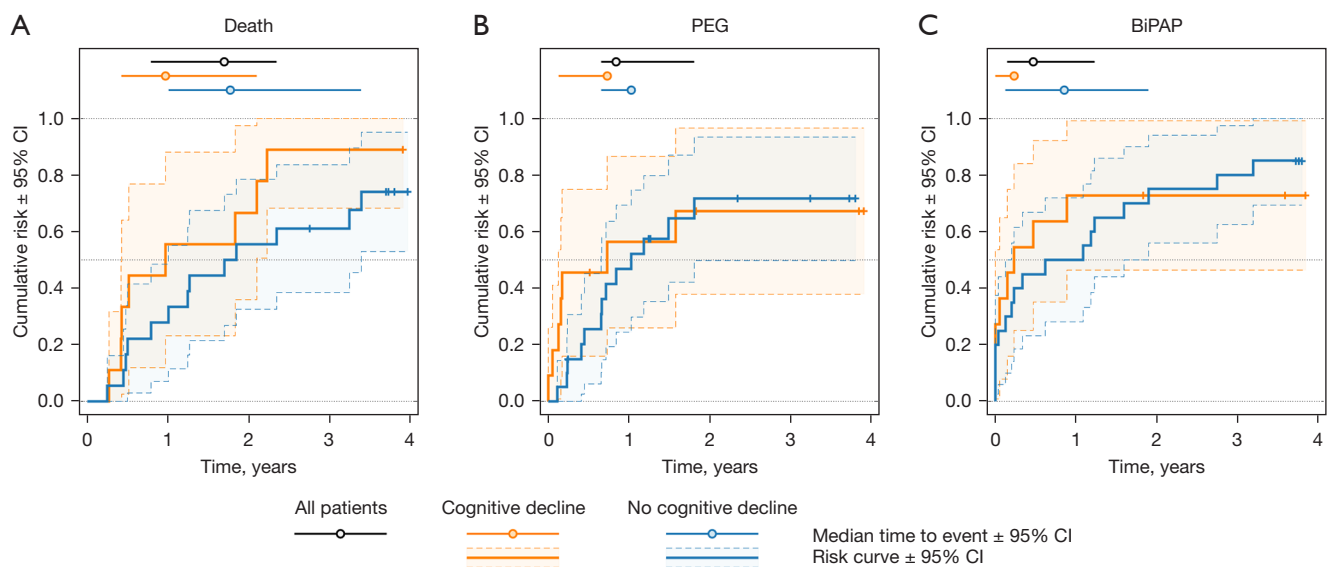 A Death
B PEG
C BiPAP
Cumulative risk ± 95% CI
1.0
0.8
0.6
0.4
0.2
0.0
0 1 2 3 4
Time, years
Cumulative risk ± 95% CI
1.0
0.8
0.6
0.4
0.2
0.0
0 1 2 3 4
Time, years
Cumulative risk ± 95% CI
1.0
0.8
0.6
0.4
0.2
0.0
0 1 2 3 4
Time, years
All patients Cognitive decline No cognitive decline
Median time to event ± 95% CI
Risk curve ± 95% CI